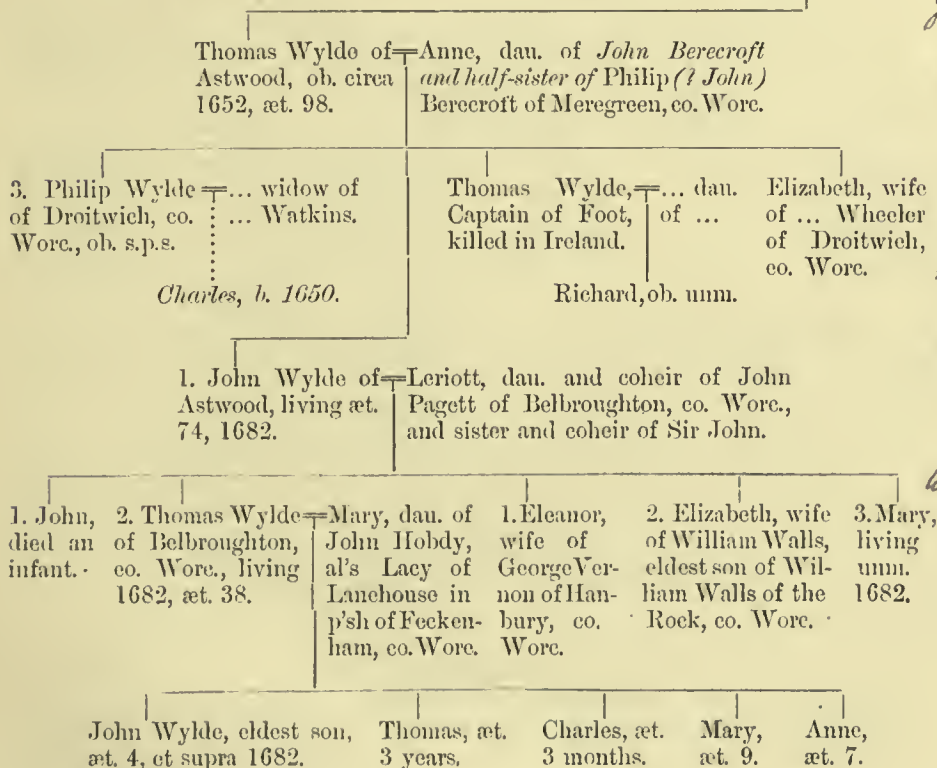 Thomas Wylde of Astwood, ob. circa 1652, æt. 98.
Anne, dau. of John Berecroft and half-sister of Philip (? John) Berecroft of Meregreen, co. Worc.
3. Philip Wylde of Droitwich, co. Worc., ob. s.p.s.
... widow of ... Watkins.
Thomas Wylde, Captain of Foot, killed in Ireland.
... dau. of ...
Elizabeth, wife of ... Wheeler of Droitwich, co. Worc.
Charles, b. 1650.
Richard, ob. unm.
1. John Wylde of Astwood, living æt. 74, 1682.
Leriott, dau. and coheir of John Pagett of Belbroughton, co. Worc., and sister and coheir of Sir John.
1. John, died an infant.
2. Thomas Wylde of Belbroughton, co. Worc., living 1682, æt. 38.
Mary, dau. of John Hobdy, al's Lacy of Lanehouse in p'sh of Feckenham, co. Worc.
1. Eleanor, wife of George Vernon of Hanbury, co. Worc.
2. Elizabeth, wife of William Walls, eldest son of William Walls of the Rock, co. Worc.
3. Mary, living unm. 1682.
John Wylde, eldest son, æt. 4, et supra 1682.
Thomas, æt. 3 years.
Charles, æt. 3 months.
Mary, æt. 9.
Anne, æt. 7.